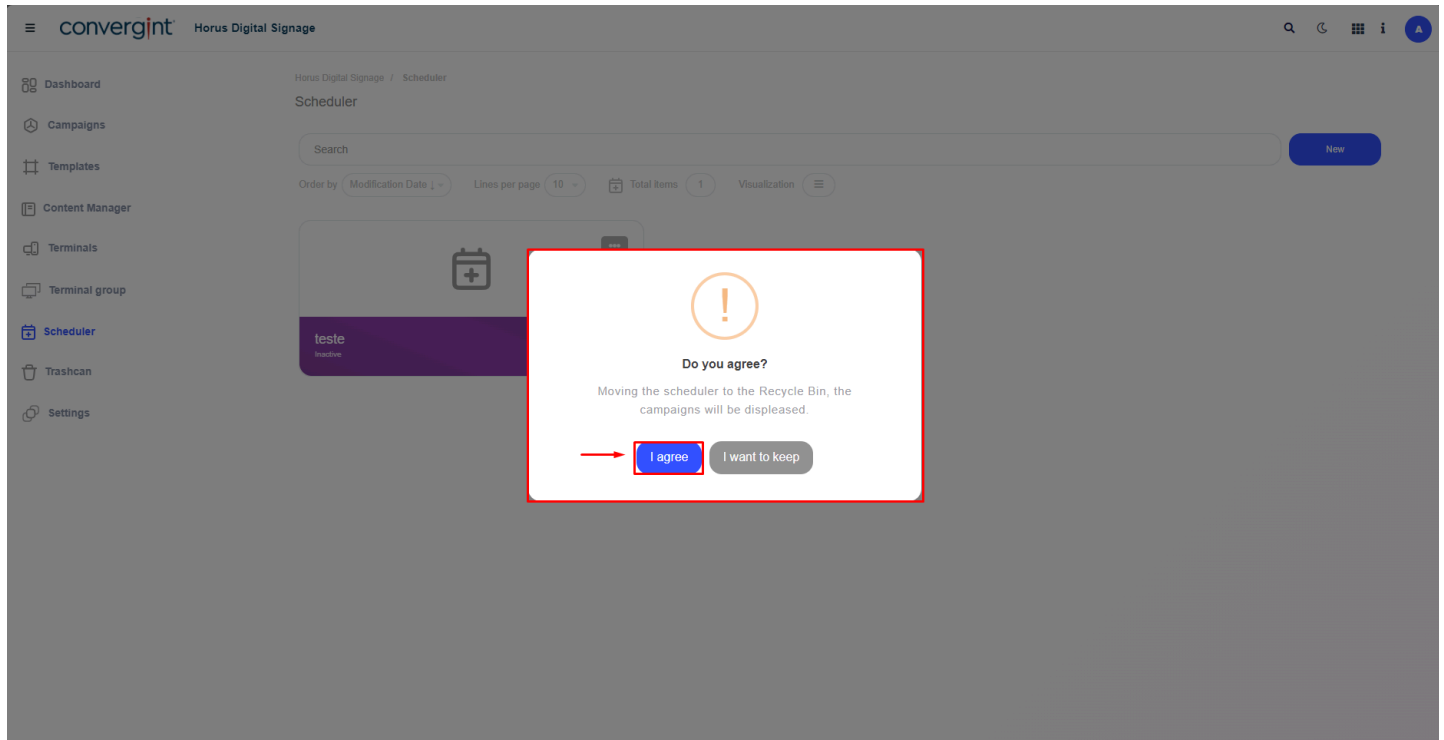 convergint Horus Digital Signage
i A
Dashboard
Campaigns
Templates
Content Manager
Terminals
Terminal group
Scheduler
Trashcan
Settings
Horus Digital Signage / Scheduler
Scheduler
Search
New
Order by Modification Date ↓ Lines per page 10 Total items 1 Visualization
teste
Inactive
!
Do you agree?
Moving the scheduler to the Recycle Bin, the
campaigns will be displeased.
I agree I want to keep